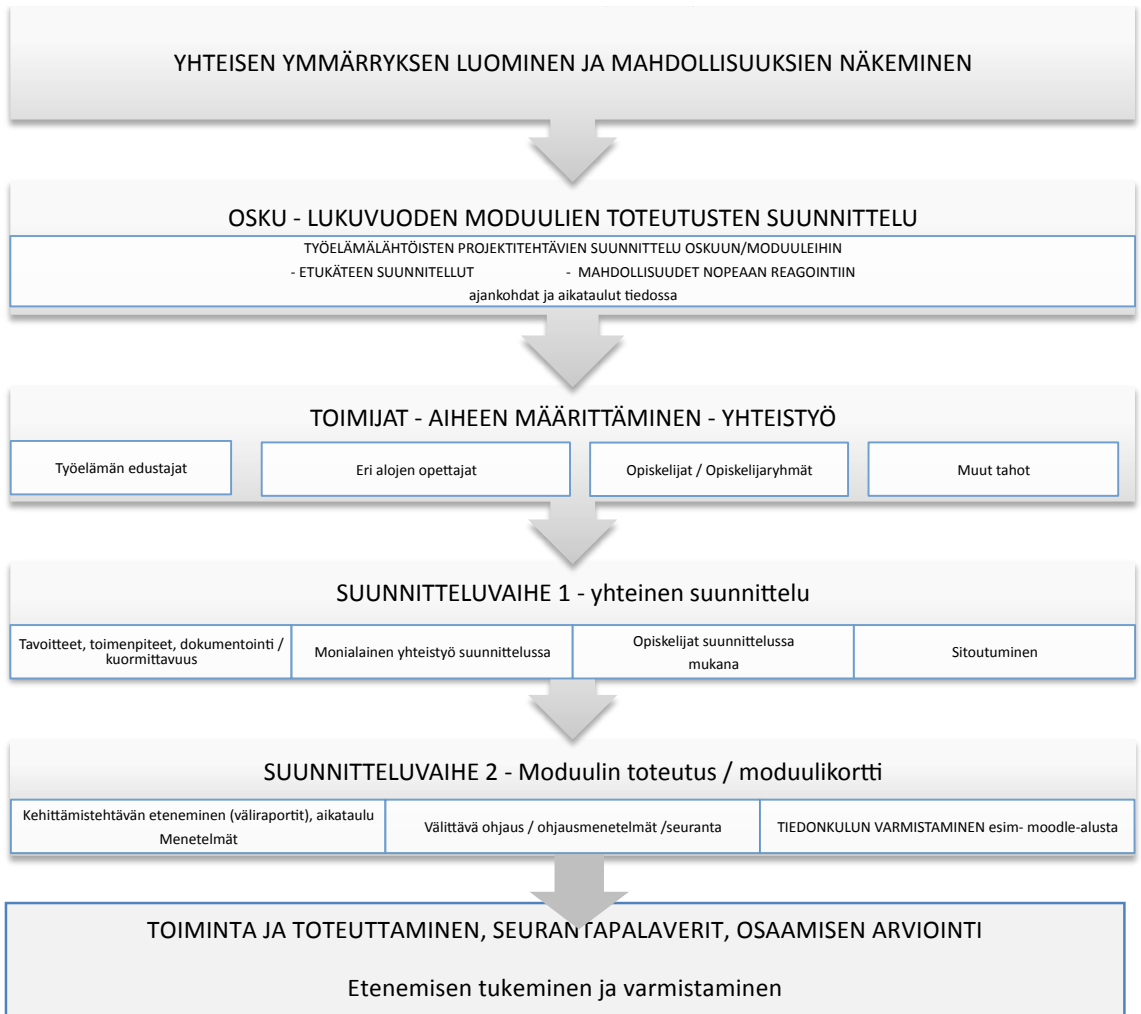 YHTEISEN YMMÄRRYKSEN LUOMINEN JA MAHDOLLISUUKSIEN NÄKEMINEN
OSKU - LUKUVUODEN MODUULIEN TOTEUTUSTEN SUUNNITTELU
TYÖELÄMÄLÄHTÖISTEN PROJEKTITEHTÄVIEN SUUNNITTELU OSKUUN/MODUULEIHIN
- ETUKÄTEEN SUUNNITELLUT - MAHDOLLISUUDET NOPEAAN REAGOINTIIN
ajankohdat ja aikataulut tiedossa
TOIMIJAT - AIHEEN MÄÄRITTÄMINEN - YHTEISTYÖ
Työelämän edustajat
Eri alojen opettajat
Opiskelijat / Opiskelijaryhmät
Muut tahot
SUUNNITTELUVAIHE 1 - yhteinen suunnittelu
Tavoitteet, toimenpiteet, dokumentointi /
kuormittavuus
Monialainen yhteistyö suunnittelussa
Opiskelijat suunnittelussa
mukana
Sitoutuminen
SUUNNITTELUVAIHE 2 - Moduulin toteutus / moduulikortti
Kehittämistehtävän eteneminen (väliraportit), aikataulu
Menetelmät
Välittävä ohjaus / ohjausmenetelmät /seuranta
TIEDONKULUN VARMISTAMINEN esim- moodle-alusta
TOIMINTA JA TOTEUTTAMINEN, SEURANTAPALAVERIT, OSAAMISEN ARVIOINTI
Etenemisen tukeminen ja varmistaminen